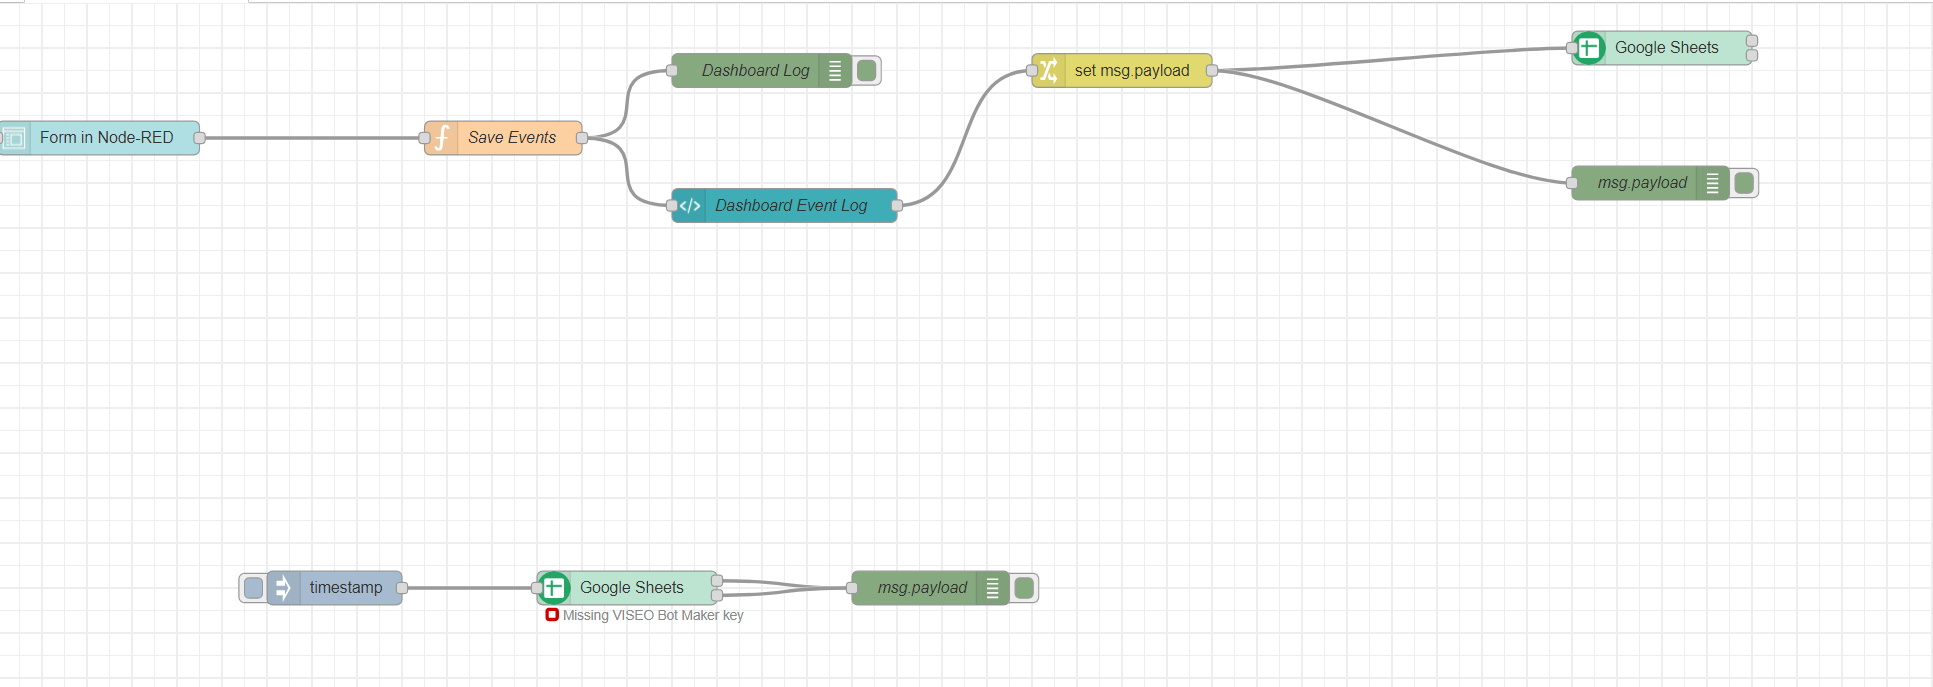 Google Sheets
Dashboard Log
set msg.payload
Form in Node-RED
Save Events
msg.payload
Dashboard Event Log
timestamp
Google Sheets
msg.payload
Missing VISEO Bot Maker key